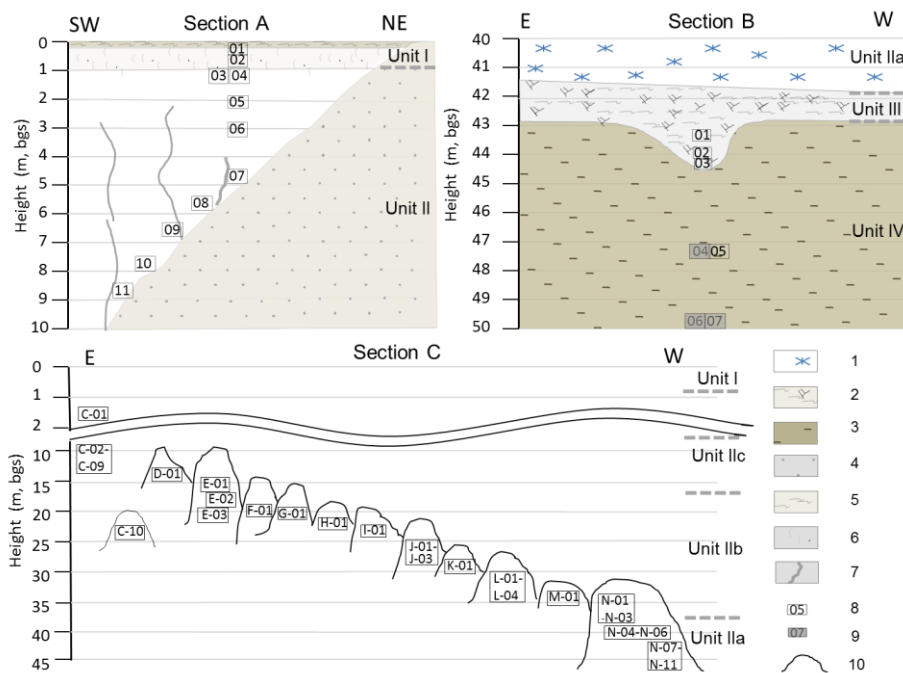 SW Section A NE
Height (m, bgs)
0
1
2
3
4
5
6
7
8
9
10
01
02
03 04
05
06
07
08
09
10
11
Unit I
Unit II
E Section B W
Height (m, bgs)
40
41
42
43
44
45
46
47
48
49
50
01
02
03
04 05
06 07
Unit IIa
Unit III
Unit IV
E Section C W
Height (m, bgs)
0
1
2
10
15
20
25
30
35
40
45
C-01
C-02-
C-09
C-10
D-01
E-01
E-02
E-03
F-01
G-01
H-01
I-01
J-01-
J-03
K-01
L-01-
L-04
M-01
N-01
-N-03
N-04-N-06
N-07-
N-11
Unit I
Unit IIc
Unit IIb
Unit IIa
1
2
3
4
5
6
7
05 8
07 9
10